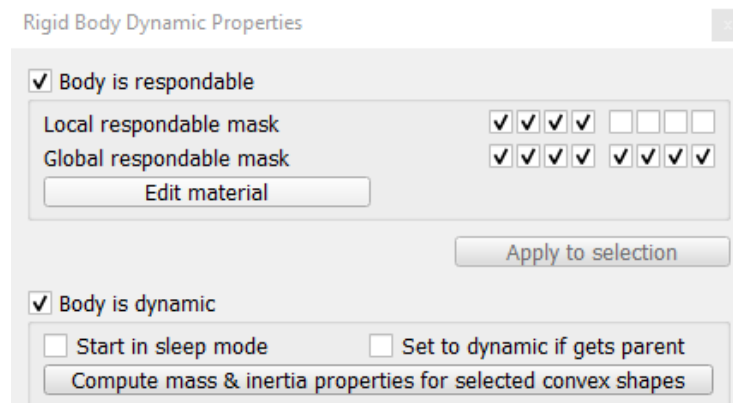 Rigid Body Dynamic Properties
Body is respondable
Local respondable mask
Global respondable mask
Edit material
Apply to selection
Body is dynamic
Start in sleep mode Set to dynamic if gets parent
Compute mass & inertia properties for selected convex shapes